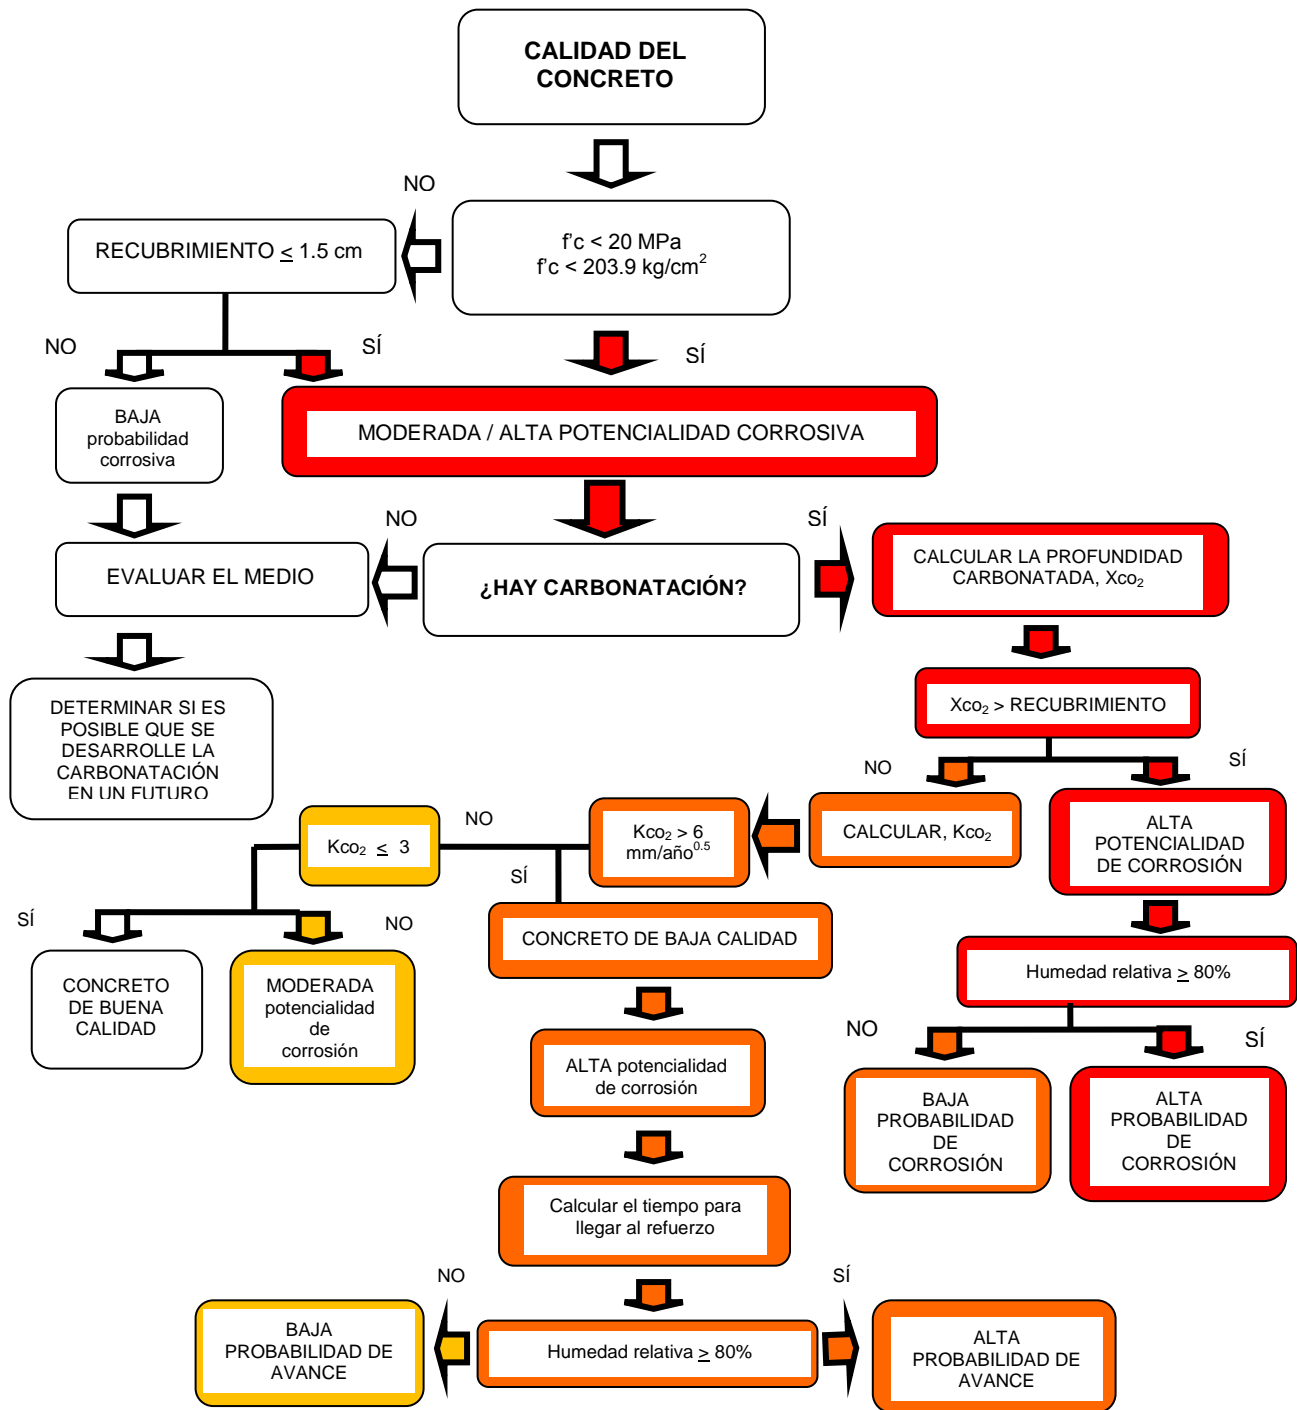 CALIDAD DEL
CONCRETO
NO
RECUBRIMIENTO ≤ 1.5 cm
f'c < 20 MPa
f'c < 203.9 kg/cm²
NO
SÍ
SÍ
BAJA
probabilidad
corrosiva
MODERADA / ALTA POTENCIALIDAD CORROSIVA
NO
SÍ
EVALUAR EL MEDIO
¿HAY CARBONATACIÓN?
CALCULAR LA PROFUNDIDAD
CARBONATADA, Xco₂
DETERMINAR SI ES
POSIBLE QUE SE
DESARROLLE LA
CARBONATACIÓN
EN UN FUTURO
Xco₂ > RECUBRIMIENTO
NO
SÍ
Kco₂ ≤ 3
NO
SÍ
Kco₂ > 6
mm/año⁰·⁵
CALCULAR, Kco₂
ALTA
POTENCIALIDAD
DE CORROSIÓN
SÍ
NO
CONCRETO DE BAJA CALIDAD
Humedad relativa ≥ 80%
CONCRETO
DE BUENA
CALIDAD
MODERADA
potencialidad
de
corrosión
NO
SÍ
ALTA potencialidad
de corrosión
BAJA
PROBABILIDAD
DE
CORROSIÓN
ALTA
PROBABILIDAD
DE
CORROSIÓN
Calcular el tiempo para
llegar al refuerzo
NO
SÍ
BAJA
PROBABILIDAD DE
AVANCE
Humedad relativa ≥ 80%
ALTA
PROBABILIDAD DE
AVANCE